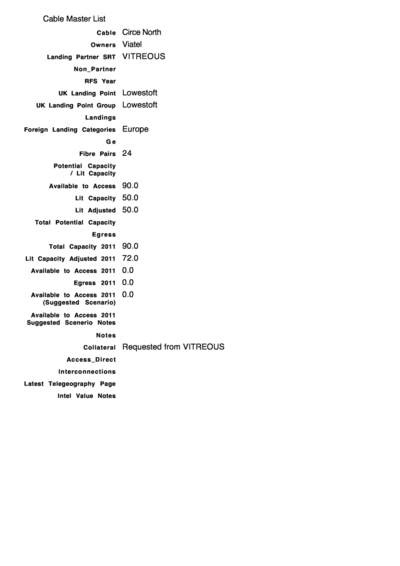 Cable Master List
Cable Circe North
Owners Viatel
Landing Partner SRT VITREOUS
Non_Partner
RFS Year
UK Landing Point Lowestoft
UK Landing Point Group Lowestoft
Landings
Foreign Landing Categories Europe
Ge
Fibre Pairs 24
Potential Capacity
/ Lit Capacity
Available to Access 90.0
Lit Capacity 50.0
Lit Adjusted 50.0
Total Potential Capacity
Egress
Total Capacity 2011 90.0
Lit Capacity Adjusted 2011 72.0
Available to Access 2011 0.0
Egress 2011 0.0
Available to Access 2011 0.0
(Suggested Scenario)
Available to Access 2011
Suggested Scenerio Notes
Notes
Collateral Requested from VITREOUS
Access_Direct
Interconnections
Latest Telegeography Page
Intel Value Notes